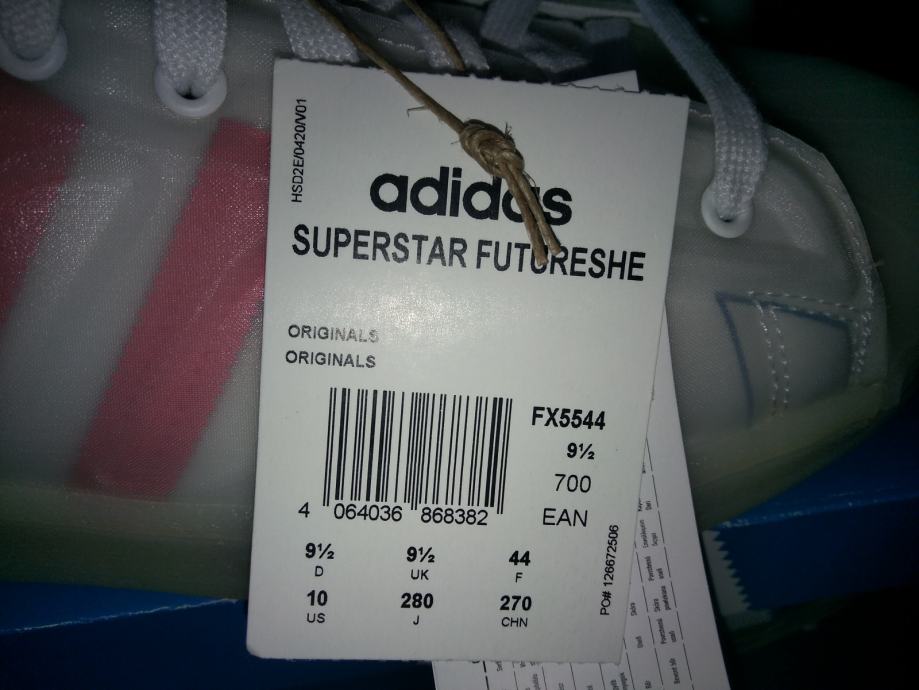 HSD2E/0420/V01
adidas
SUPERSTAR FUTURESHE
ORIGINALS
ORIGINALS
FX5544
9½
700
EAN
4 064036 868382
9½ 9½ 44
D UK F
10 280 270
US J CHN
PO# 126672506